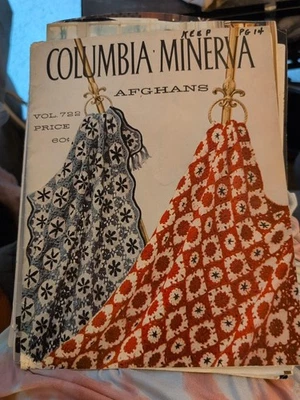 KEEP PG 14
COLUMBIA·MINERVA
AFGHANS
VOL. 722
PRICE
60¢